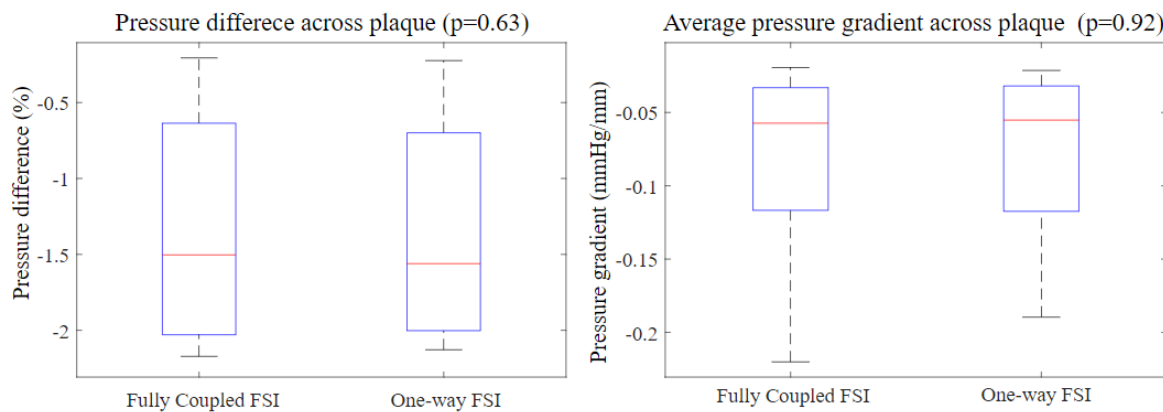 Pressure differece across plaque (p=0.63)
Pressure difference (%)
-0.5
-1
-1.5
-2
Fully Coupled FSI
One-way FSI
Average pressure gradient across plaque (p=0.92)
Pressure gradient (mmHg/mm)
-0.05
-0.1
-0.15
-0.2
Fully Coupled FSI
One-way FSI